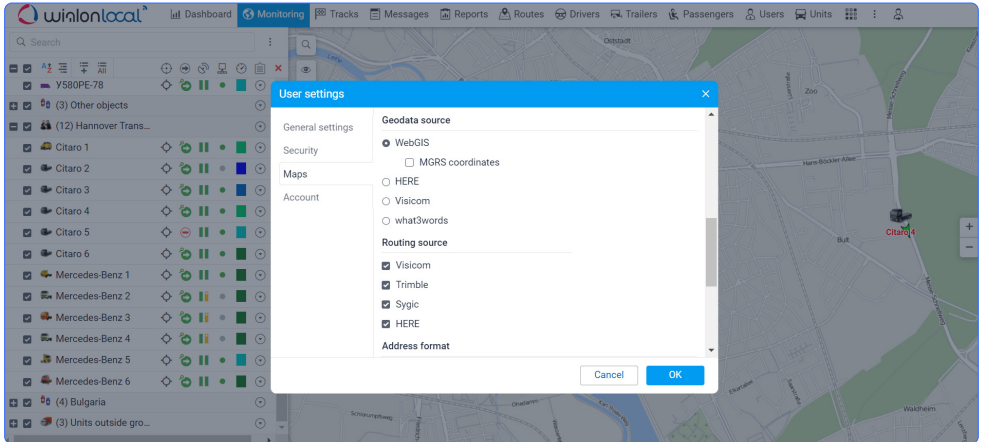 wialonlocal
Dashboard Monitoring Tracks Messages Reports Routes Drivers Trailers Passengers Users Units
Search
У580РЕ-78
(3) Other objects
(12) Hannover Trans...
Citaro 1
Citaro 2
Citaro 3
Citaro 4
Citaro 5
Citaro 6
Mercedes-Benz 1
Mercedes-Benz 2
Mercedes-Benz 3
Mercedes-Benz 4
Mercedes-Benz 5
Mercedes-Benz 6
(4) Bulgaria
(3) Units outside gro...
User settings
General settings
Security
Maps
Account
Geodata source
WebGIS
MGRS coordinates
HERE
Visicom
what3words
Routing source
Visicom
Trimble
Sygic
HERE
Address format
Cancel OK
Oststadt
Leine
Zoo
Hans-Böckler-Allee
Citaro 4
Bult
Waldheim